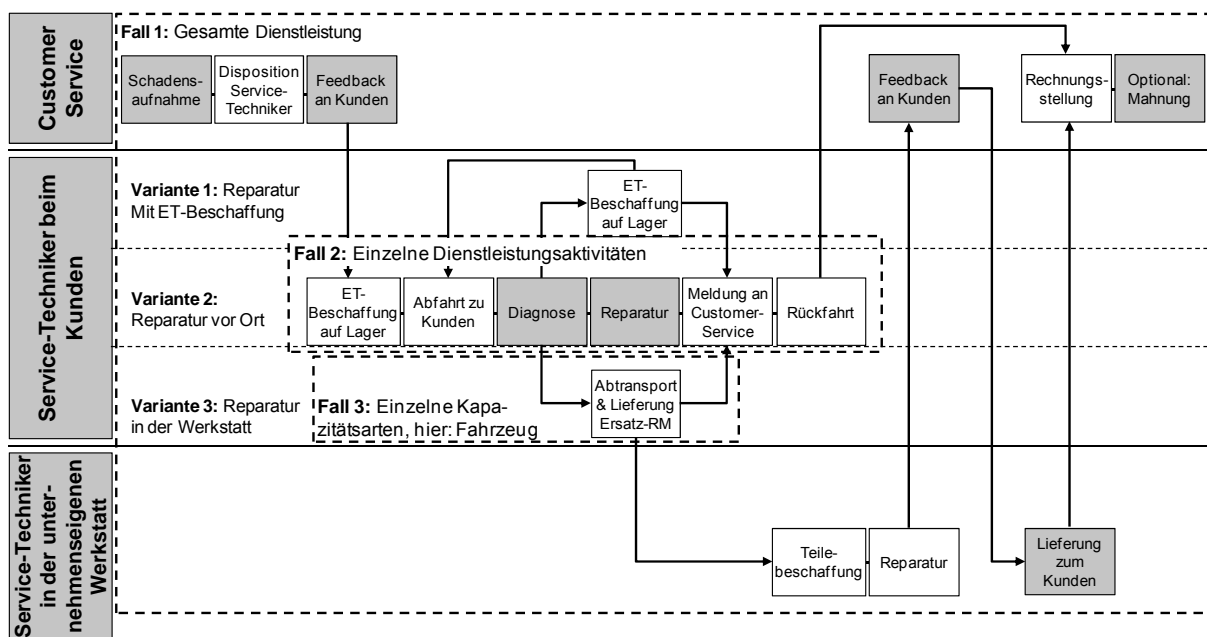 Customer
Service
Fall 1: Gesamte Dienstleistung
Schadens-
aufnahme
Disposition
Service-
Techniker
Feedback
an Kunden
Feedback
an Kunden
Rechnungs-
stellung
Optional:
Mahnung
Service-Techniker beim
Kunden
Variante 1: Reparatur
Mit ET-Beschaffung
ET-
Beschaffung
auf Lager
Fall 2: Einzelne Dienstleistungsaktivitäten
Variante 2:
Reparatur vor Ort
ET-
Beschaffung
auf Lager
Abfahrt zu
Kunden
Diagnose
Reparatur
Meldung an
Customer-
Service
Rückfahrt
Variante 3: Reparatur
in der Werkstatt
Fall 3: Einzelne Kapa-
zitätsarten, hier: Fahrzeug
Abtransport
& Lieferung
Ersatz-RM
Service-Techniker
in der unter-
nehmenseigenen
Werkstatt
Teile-
beschaffung
Reparatur
Lieferung
zum
Kunden